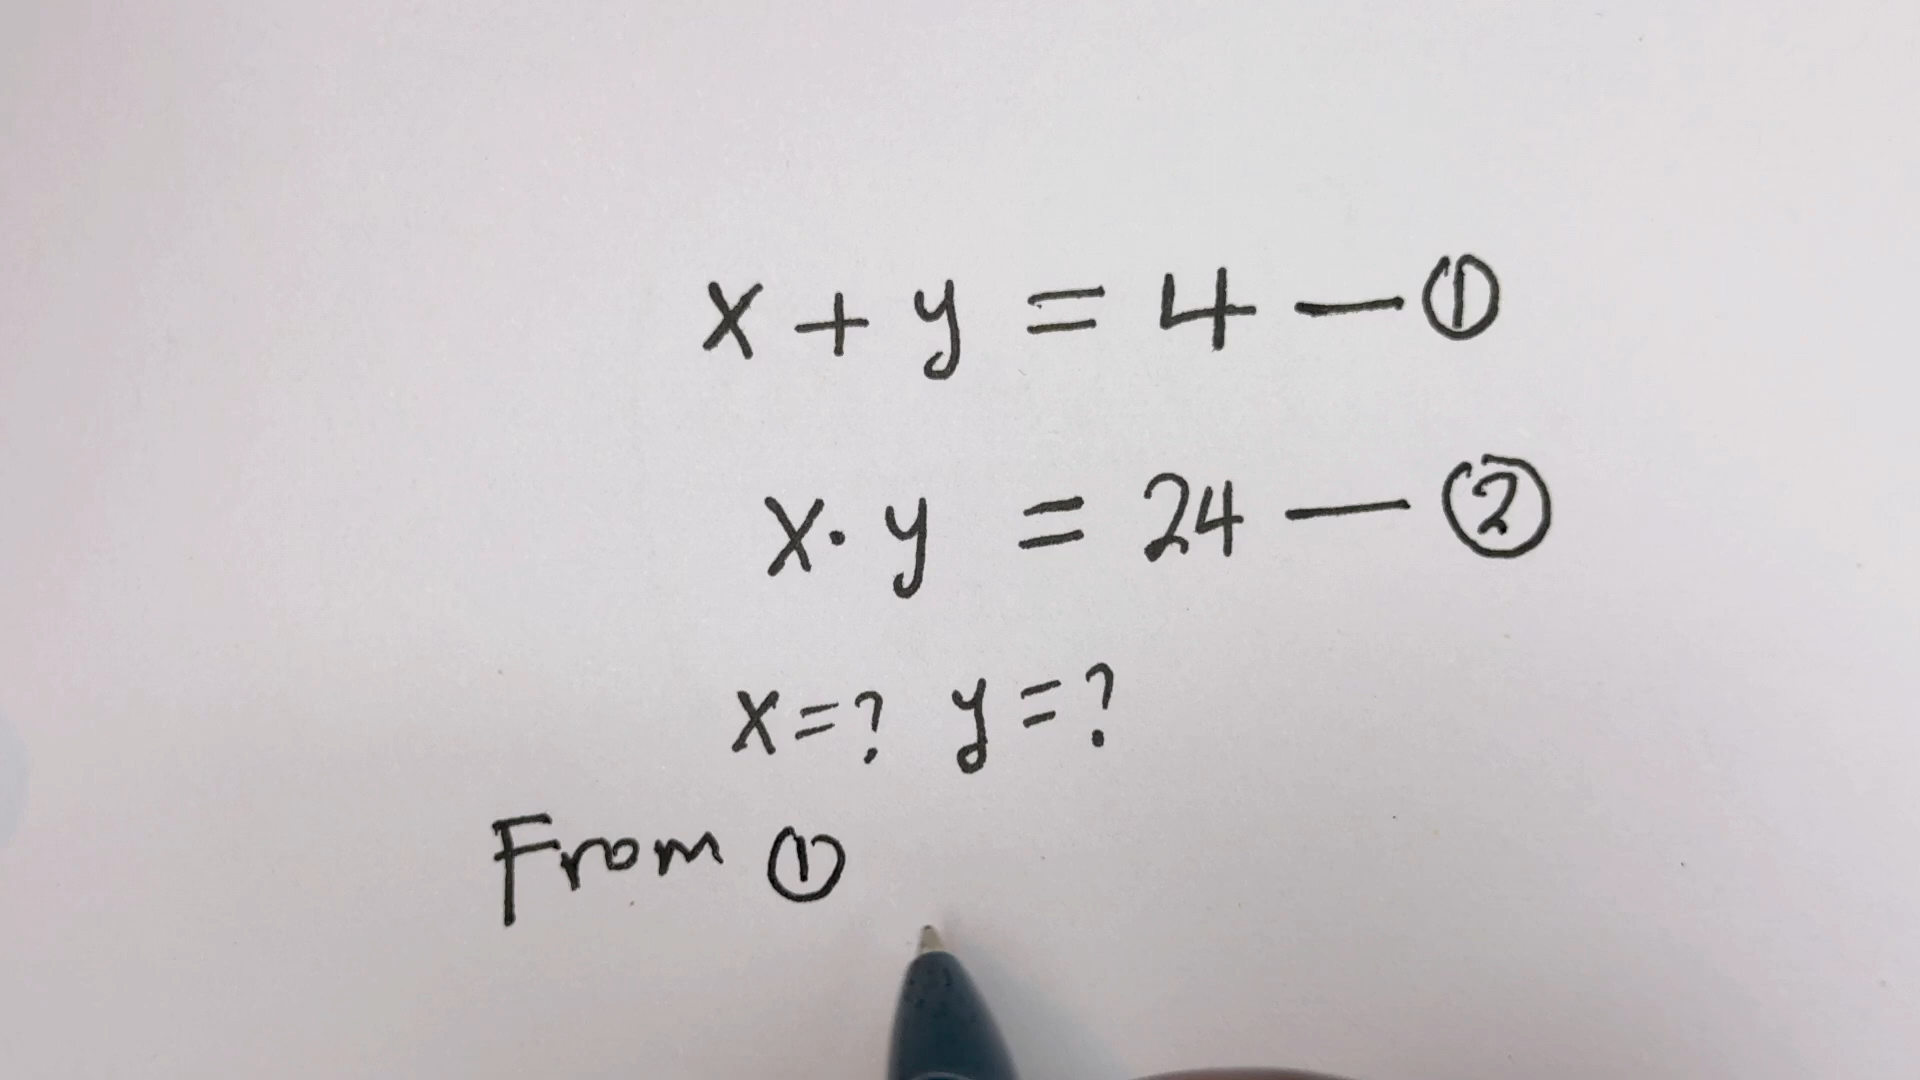 x + y = 4 — ①
x · y = 24 — ②
x = ? y = ?
From ①